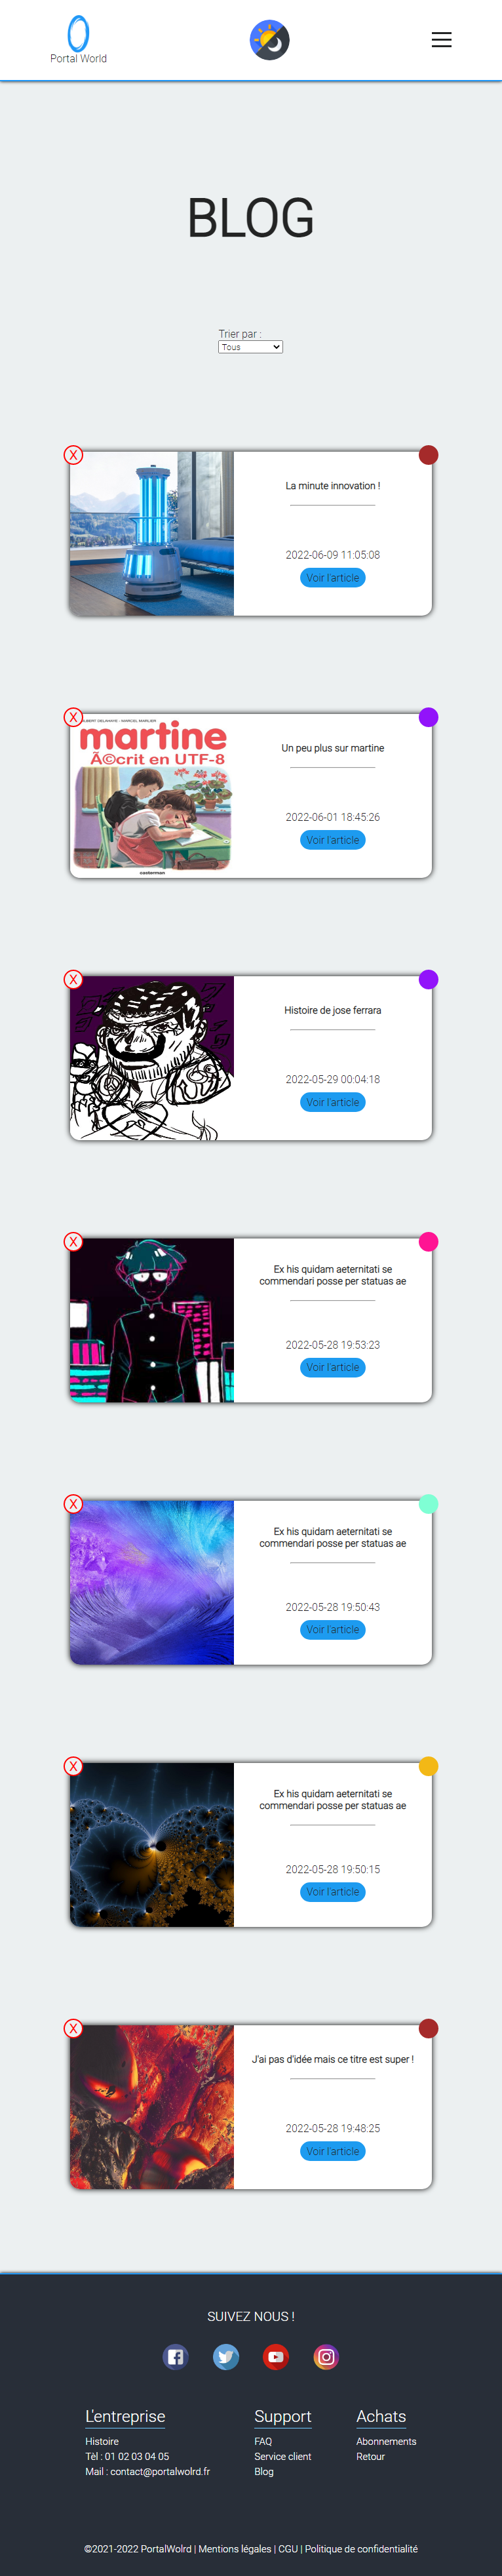 Portal World
BLOG
Trier par :
Tous
X
La minute innovation !
2022-06-09 11:05:08
Voir l'article
X
GILBERT DELAHAYE - MARCEL MARLIER
martine
Ã©crit en UTF-8
casterman
Un peu plus sur martine
2022-06-01 18:45:26
Voir l'article
X
Histoire de jose ferrara
2022-05-29 00:04:18
Voir l'article
X
Ex his quidam aeternitati se
commendari posse per statuas ae
2022-05-28 19:53:23
Voir l'article
X
Ex his quidam aeternitati se
commendari posse per statuas ae
2022-05-28 19:50:43
Voir l'article
X
Ex his quidam aeternitati se
commendari posse per statuas ae
2022-05-28 19:50:15
Voir l'article
X
J'ai pas d'idée mais ce titre est super !
2022-05-28 19:48:25
Voir l'article
SUIVEZ NOUS !
L'entreprise
Histoire
Tèl : 01 02 03 04 05
Mail : contact@portalwolrd.fr
Support
FAQ
Service client
Blog
Achats
Abonnements
Retour
©2021-2022 PortalWolrd | Mentions légales | CGU | Politique de confidentialité